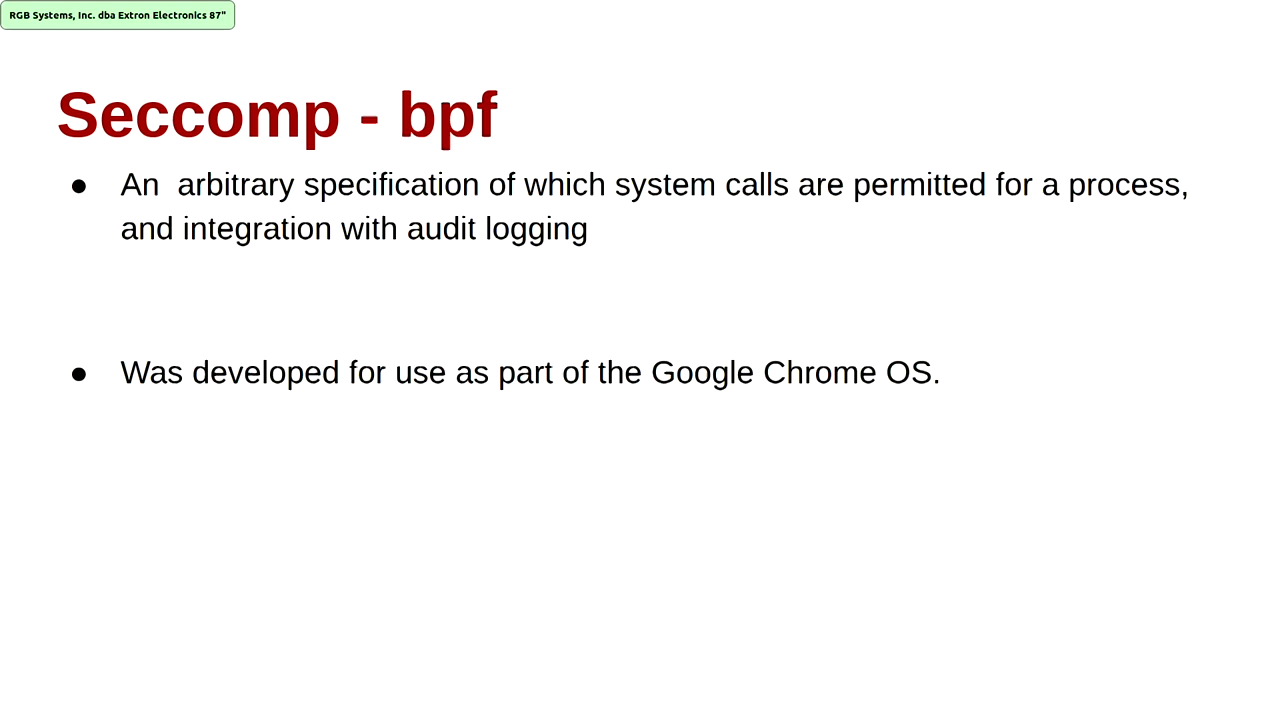 RGB Systems, Inc. dba Extron Electronics 87"
Seccomp - bpf
● An  arbitrary specification of which system calls are permitted for a process,
and integration with audit logging
● Was developed for use as part of the Google Chrome OS.